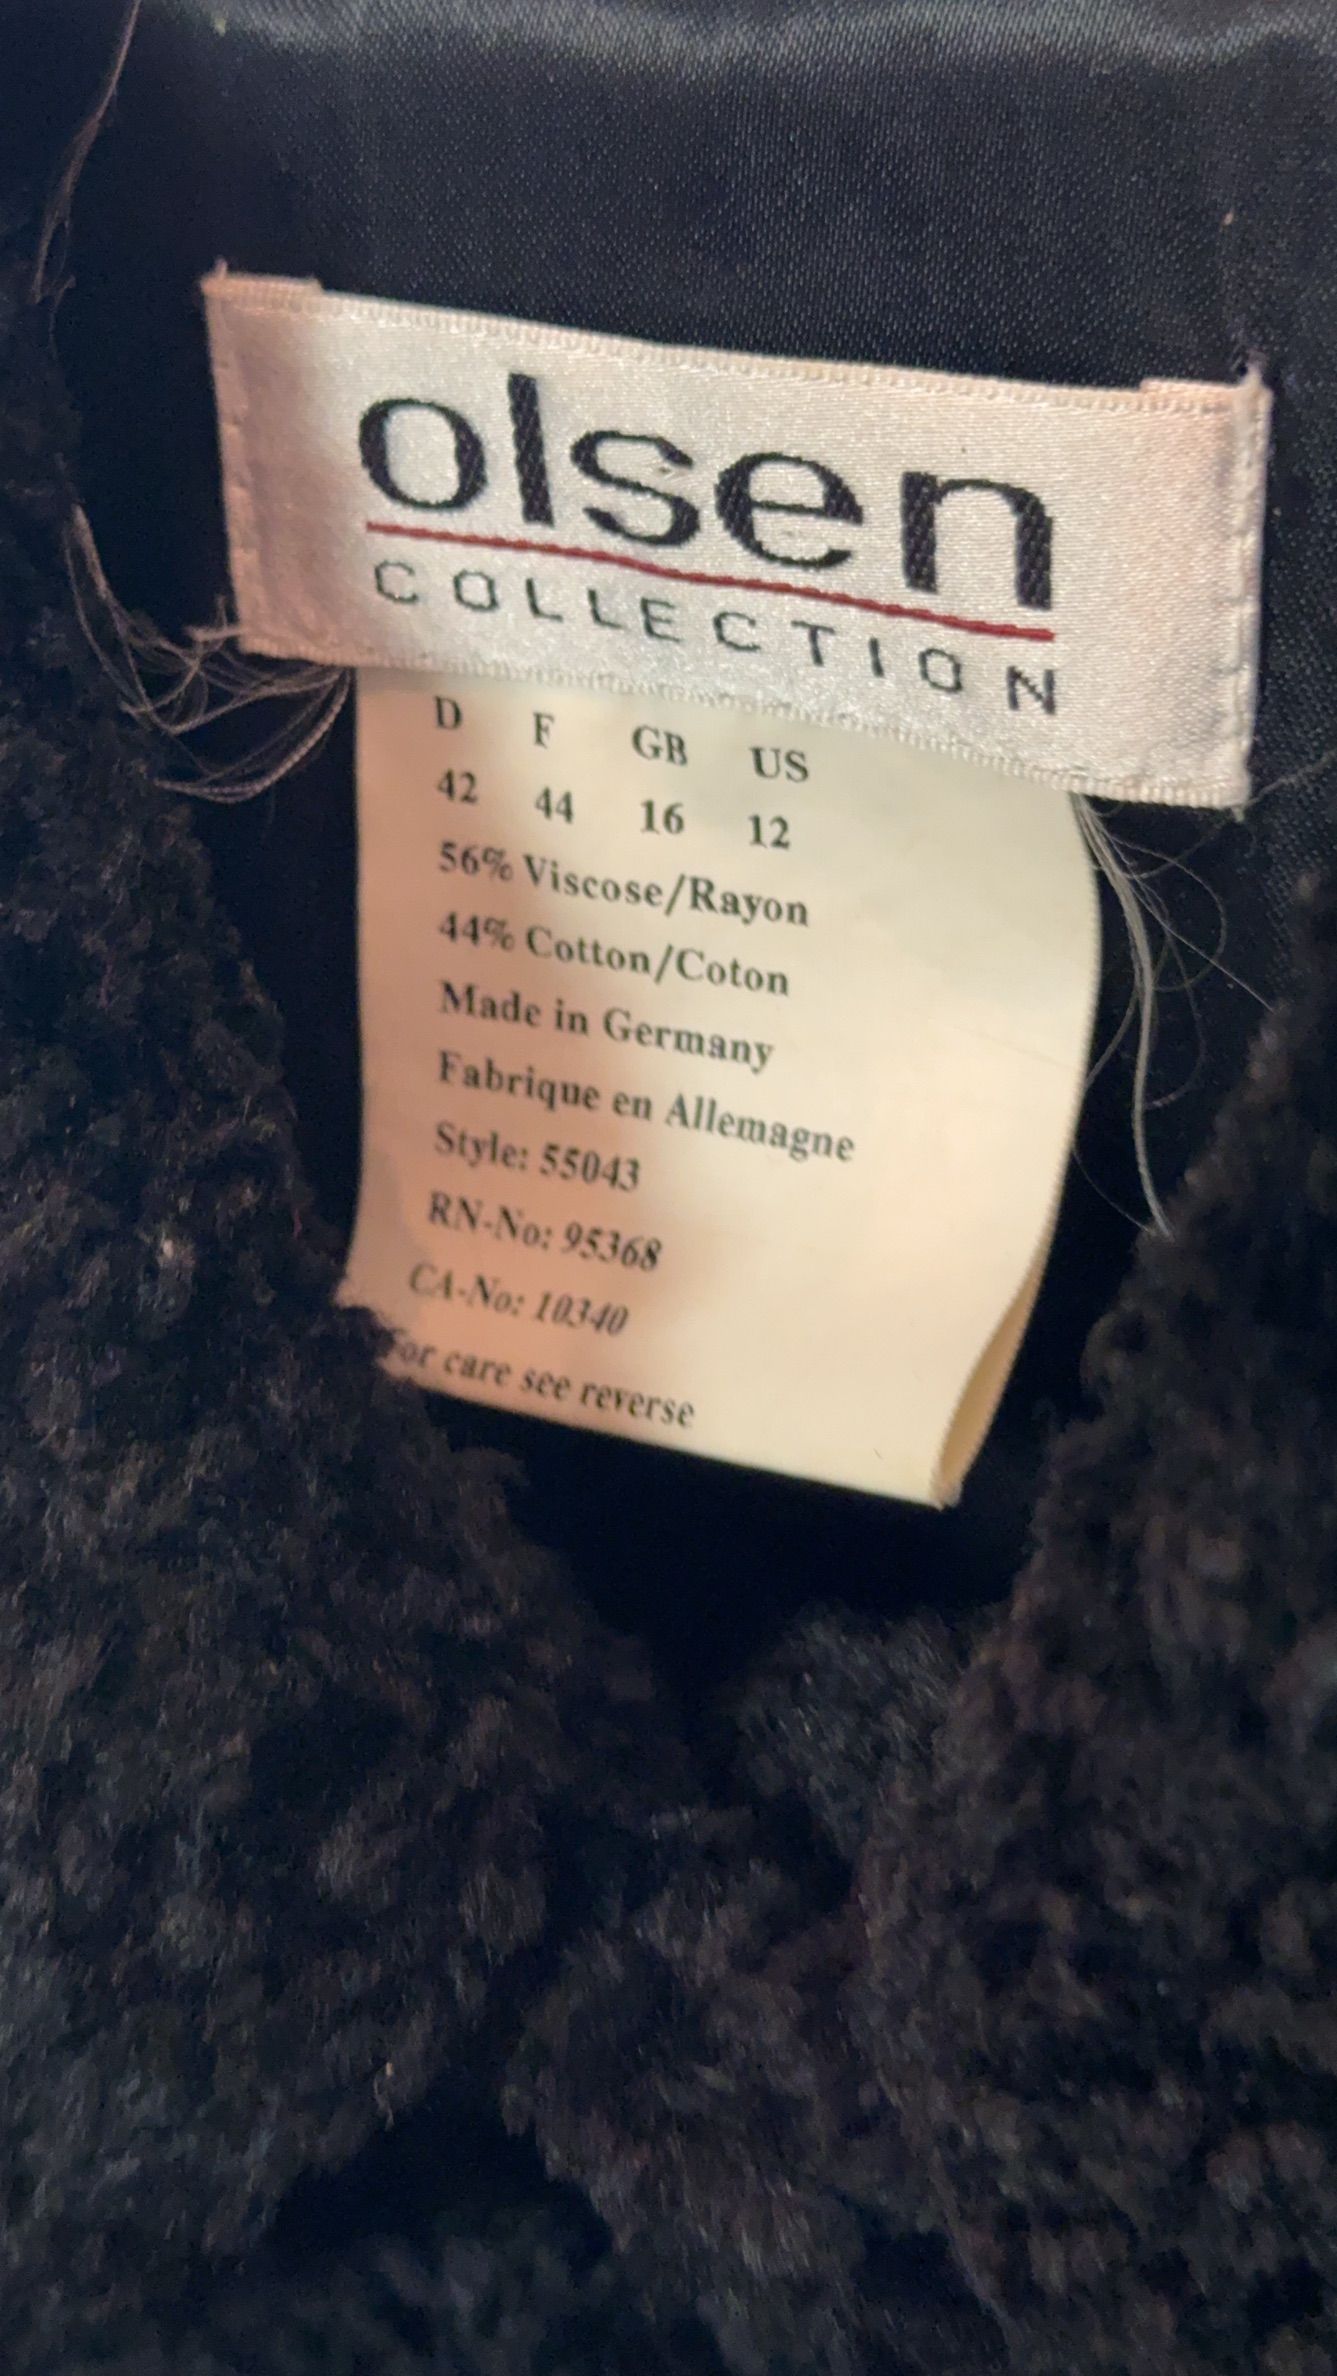 olsen
COLLECTION
D F GB US
42 44 16 12
56% Viscose/Rayon
44% Cotton/Coton
Made in Germany
Fabrique en Allemagne
Style: 55043
RN-No: 95368
CA-No: 10340
For care see reverse